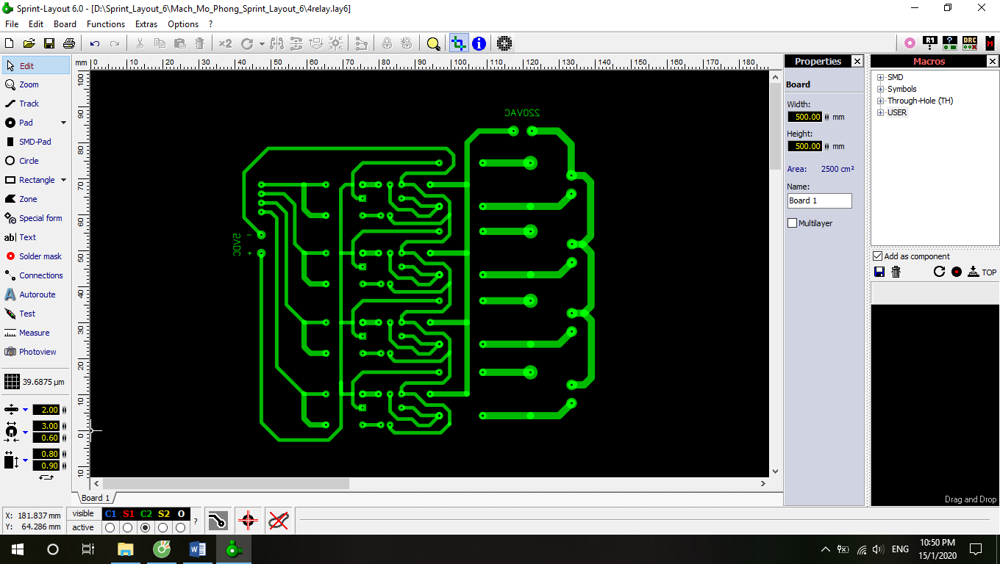 Sprint-Layout 6.0 - [D:\Sprint_Layout_6\Mach_Mo_Phong_Sprint_Layout_6\4relay.lay6]
File Edit Board Functions Extras Options ?
×2 R1 ? DRC M
Edit
Zoom
Track
Pad
SMD-Pad
Circle
Rectangle
Zone
Special form
ab| Text
Solder mask
Connections
Autoroute
Test
Measure
Photoview
39.6875 µm
2.00
3.00
0.60
0.80
0.90
mm 0 10 20 30 40 50 60 70 80 90 100 110 120 130 140 150 160 170 180
100
90
80
70
60
50
40
30
20
10
0
10
220VAC
5VDC
- +
Board 1
Properties
Board
Width:
500.00 mm
Height:
500.00 mm
Area: 2500 cm²
Name:
Board 1
Multilayer
Macros
SMD
Symbols
Through-Hole (TH)
USER
Add as component
TOP
Drag and Drop
X: 181.837 mm
Y: 64.286 mm
visible C1 S1 C2 S2 O
active
?
ENG
10:50 PM
15/1/2020